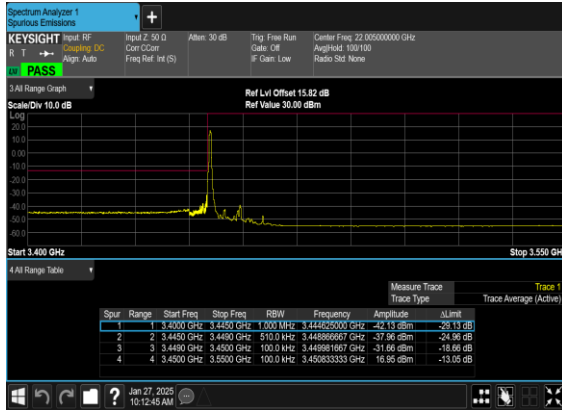 Spectrum Analyzer 1
Spurious Emissions
KEYSIGHT Input: RF Input Z: 50 Ω Atten: 30 dB Trig: Free Run Center Freq: 22.005000000 GHz
R T Coupling: DC Corr CCorr Gate: Off Avg|Hold: 100/100
Align: Auto Freq Ref: Int (S) IF Gain: Low Radio Std: None
PASS
3 All Range Graph Ref Lvl Offset 15.82 dB
Scale/Div 10.0 dB Ref Value 30.00 dBm
Log
20.0
10.0
0.00
-10.0
-20.0
-30.0
-40.0
-50.0
-60.0
Start 3.400 GHz Stop 3.550 GH
4 All Range Table
Measure Trace Trace 1
Trace Type Trace Average (Active)
Spur Range Start Freq Stop Freq RBW Frequency Amplitude ΔLimit
1 1 3.4000 GHz 3.4450 GHz 1.000 MHz 3.444625000 GHz -42.13 dBm -29.13 dB
2 2 3.4450 GHz 3.4490 GHz 510.0 kHz 3.448866667 GHz -37.96 dBm -24.96 dB
3 3 3.4490 GHz 3.4500 GHz 100.0 kHz 3.449981667 GHz -31.66 dBm -18.66 dB
4 4 3.4500 GHz 3.5500 GHz 100.0 kHz 3.450833333 GHz 16.95 dBm -13.05 dB
Jan 27, 2025
10:12:45 AM